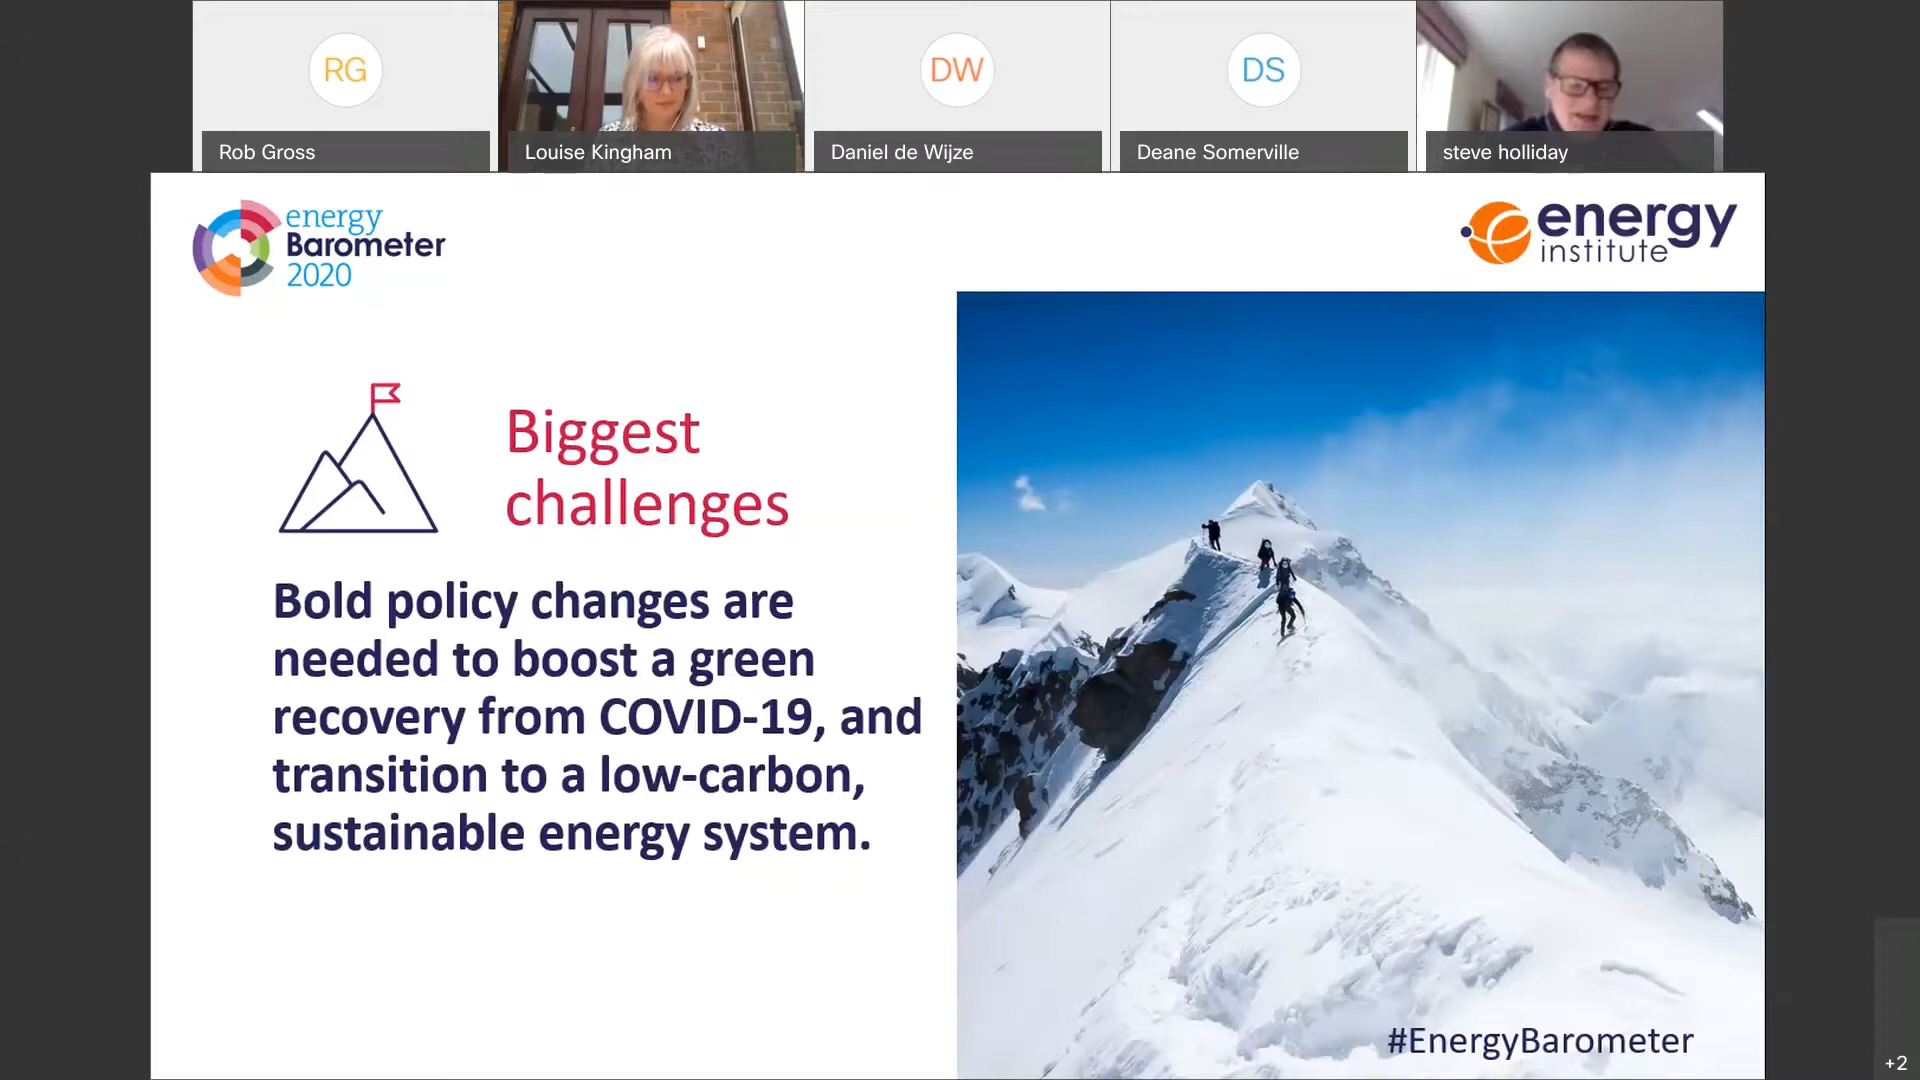 RG
DW
DS
Rob Gross
Louise Kingham
Daniel de Wijze
Deane Somerville
steve holliday
energy
Barometer
2020
energy
institute
Biggest
challenges
Bold policy changes are
needed to boost a green
recovery from COVID-19, and
transition to a low-carbon,
sustainable energy system.
#EnergyBarometer
+2